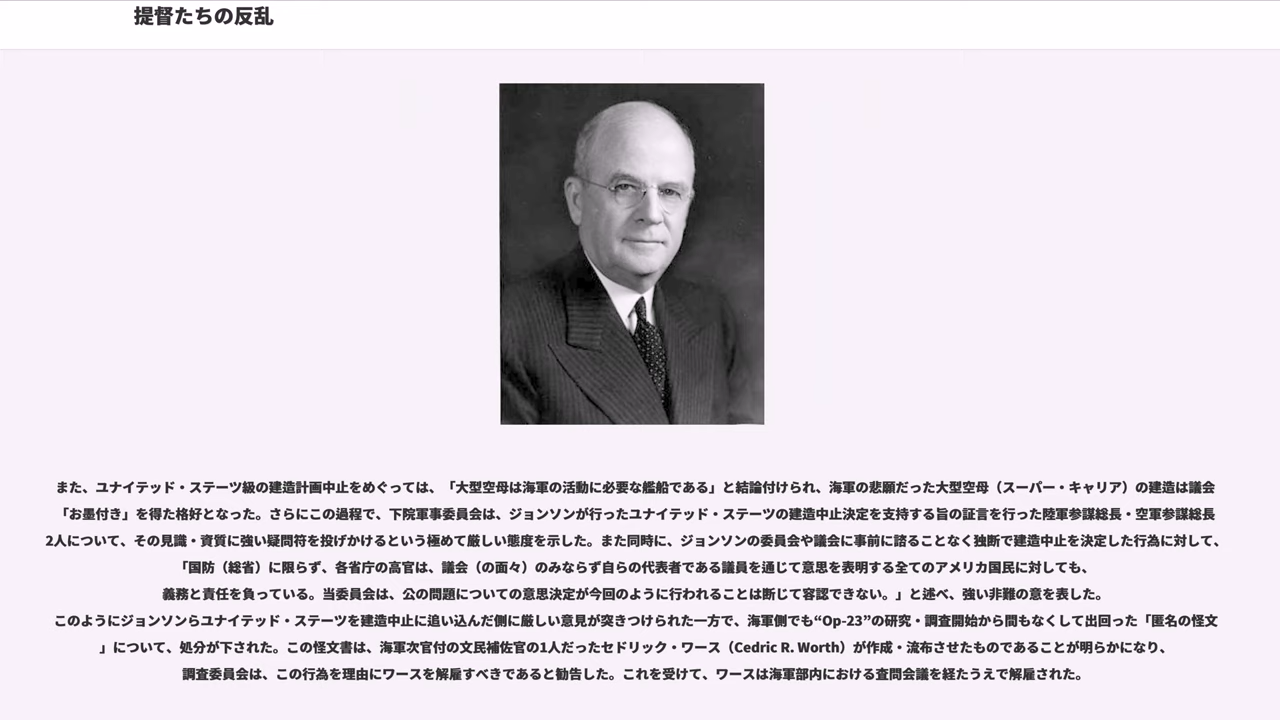 提督たちの反乱
また、ユナイテッド・ステーツ級の建造計画中止をめぐっては、「大型空母は海軍の活動に必要な艦船である」と結論付けられ、海軍の悲願だった大型空母（スーパー・キャリア）の建造は議会
「お墨付き」を得た格好となった。さらにこの過程で、下院軍事委員会は、ジョンソンが行ったユナイテッド・ステーツの建造中止決定を支持する旨の証言を行った陸軍参謀総長・空軍参謀総長
2人について、その見識・資質に強い疑問符を投げかけるという極めて厳しい態度を示した。また同時に、ジョンソンの委員会や議会に事前に諮ることなく独断で建造中止を決定した行為に対して、
「国防（総省）に限らず、各省庁の高官は、議会（の面々）のみならず自らの代表者である議員を通じて意思を表明する全てのアメリカ国民に対しても、
義務と責任を負っている。当委員会は、公の問題についての意思決定が今回のように行われることは断じて容認できない。」と述べ、強い非難の意を表した。
このようにジョンソンらユナイテッド・ステーツを建造中止に追い込んだ側に厳しい意見が突きつけられた一方で、海軍側でも“Op-23”の研究・調査開始から間もなくして出回った「匿名の怪文
」について、処分が下された。この怪文書は、海軍次官付の文民補佐官の1人だったセドリック・ワース（Cedric R. Worth）が作成・流布させたものであることが明らかになり、
調査委員会は、この行為を理由にワースを解雇すべきであると勧告した。これを受けて、ワースは海軍部内における査問会議を経たうえで解雇された。